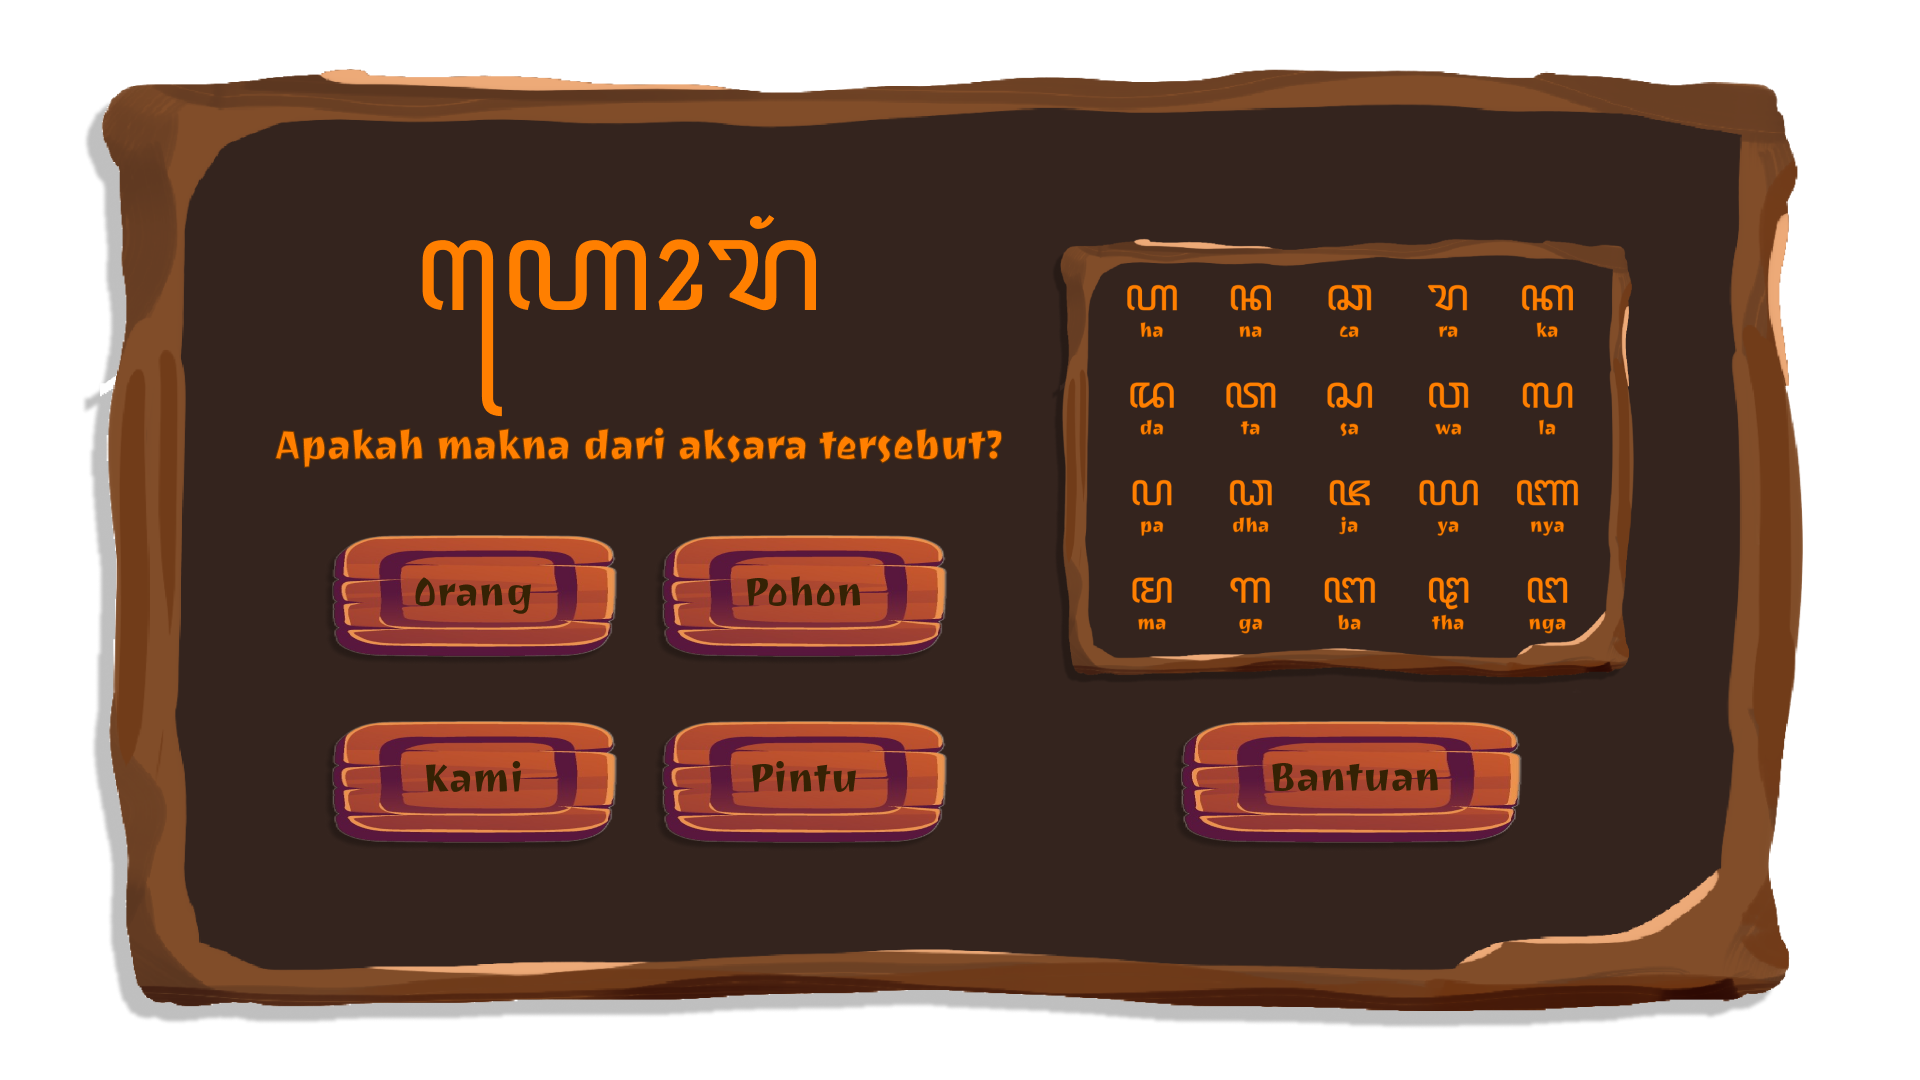 ꦲꦺꦴꦫꦁ
Apakah makna dari aksara tersebut?
Orang
Pohon
Kami
Pintu
ꦲ ꦤ ꦕ ꦫ ꦏ
ha na ca ra ka
ꦢ ꦠ ꦱ ꦮ ꦭ
da ta sa wa la
ꦥ ꦝ ꦗ ꦪ ꦚ
pa dha ja ya nya
ꦩ ꦒ ꦧ ꦛ ꦔ
ma ga ba tha nga
Bantuan